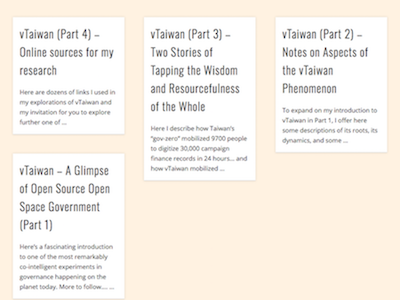 vTaiwan (Part 4) –
Online sources for my
research
Here are dozens of links I used in
my explorations of vTaiwan and
my invitation for you to explore
further one of ...
vTaiwan (Part 3) –
Two Stories of
Tapping the Wisdom
and Resourcefulness
of the Whole
Here I describe how Taiwan's
"gov-zero" mobilized 9700 people
to digitize 30,000 campaign
finance records in 24 hours... and
how vTaiwan mobilized ...
vTaiwan (Part 2) –
Notes on Aspects of
the vTaiwan
Phenomenon
To expand on my introduction to
vTaiwan in Part 1, I offer here
some descriptions of its roots, its
dynamics, and some ...
vTaiwan – A Glimpse
of Open Source Open
Space Government
(Part 1)
Here's a fascinating introduction
to one of the most remarkably
co-intelligent experiments in
governance happening on the
planet today. More to follow.... ...